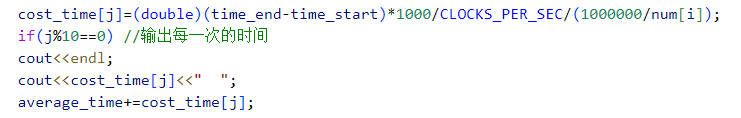 cost_time[j]=(double)(time_end-time_start)*1000/CLOCKS_PER_SEC/(1000000/num[i]);
if(j%10==0) //输出每一次的时间
cout<<endl;
cout<<cost_time[j]<<"  ";
average_time+=cost_time[j];